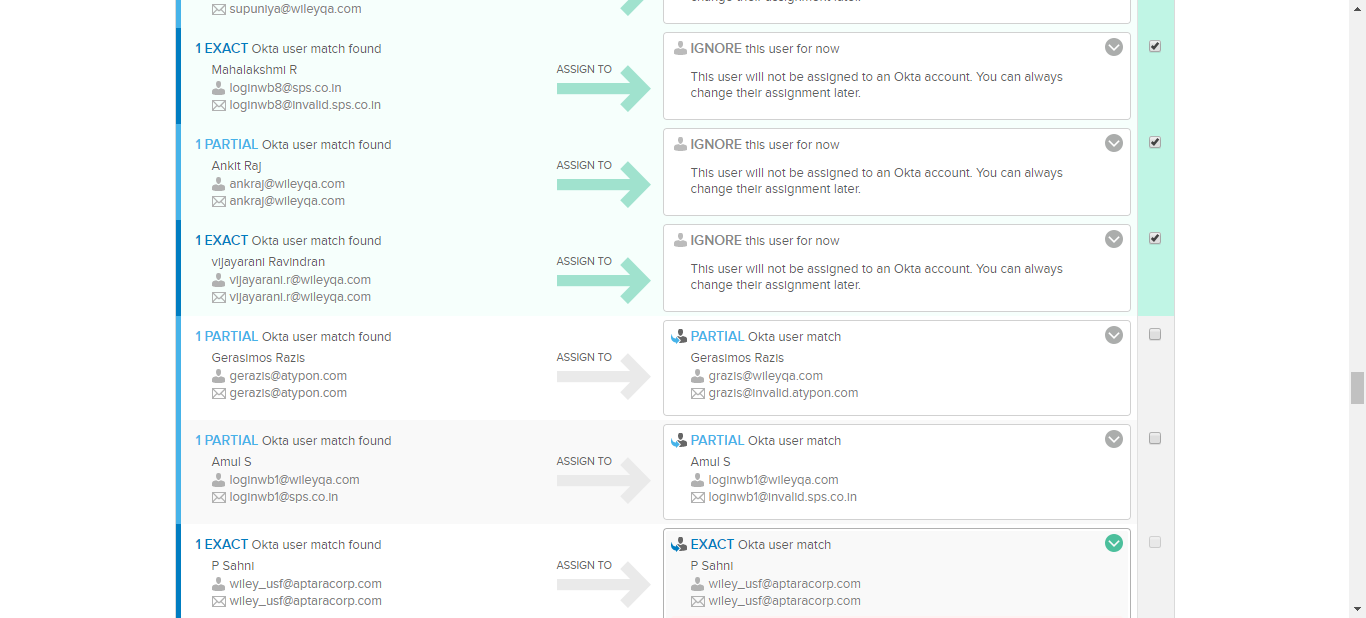 supuniya@wileyqa.com
change their assignment later.
1 EXACT Okta user match found
Mahalakshmi R
loginwb8@sps.co.in
loginwb8@invalid.sps.co.in
ASSIGN TO
IGNORE this user for now
This user will not be assigned to an Okta account. You can always
change their assignment later.
1 PARTIAL Okta user match found
Ankit Raj
ankraj@wileyqa.com
ankraj@wileyqa.com
ASSIGN TO
IGNORE this user for now
This user will not be assigned to an Okta account. You can always
change their assignment later.
1 EXACT Okta user match found
vijayarani Ravindran
vijayarani.r@wileyqa.com
vijayarani.r@wileyqa.com
ASSIGN TO
IGNORE this user for now
This user will not be assigned to an Okta account. You can always
change their assignment later.
1 PARTIAL Okta user match found
Gerasimos Razis
gerazis@atypon.com
gerazis@atypon.com
ASSIGN TO
PARTIAL Okta user match
Gerasimos Razis
grazis@wileyqa.com
grazis@invalid.atypon.com
1 PARTIAL Okta user match found
Amul S
loginwb1@wileyqa.com
loginwb1@sps.co.in
ASSIGN TO
PARTIAL Okta user match
Amul S
loginwb1@wileyqa.com
loginwb1@invalid.sps.co.in
1 EXACT Okta user match found
P Sahni
wiley_usf@aptaracorp.com
wiley_usf@aptaracorp.com
ASSIGN TO
EXACT Okta user match
P Sahni
wiley_usf@aptaracorp.com
wiley_usf@aptaracorp.com